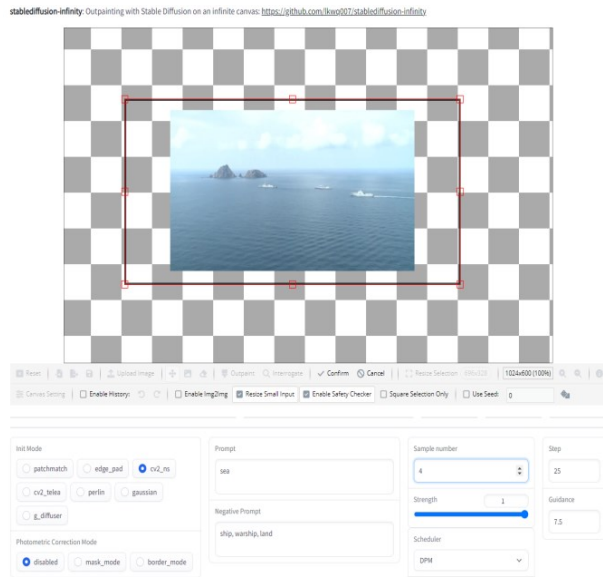 stablediffusion-infinity: Outpainting with Stable Diffusion on an infinite canvas: https://github.com/lkwq007/stablediffusion-infinity
Reset Upload Image Outpaint Interrogate Confirm Cancel Resize Selection 1024x600 (100%)
Canvas Setting Enable History: Enable Img2Img Resize Small Input Enable Safety Checker Square Selection Only Use Seed: 0
Init Mode
patchmatch edge_pad cv2_ns
cv2_telea perlin gaussian
g_diffuser
Photometric Correction Mode
disabled mask_mode border_mode
Prompt
sea
Negative Prompt
ship, warship, land
Sample number
4
Strength 1
Scheduler
DPM
Step
25
Guidance
7.5